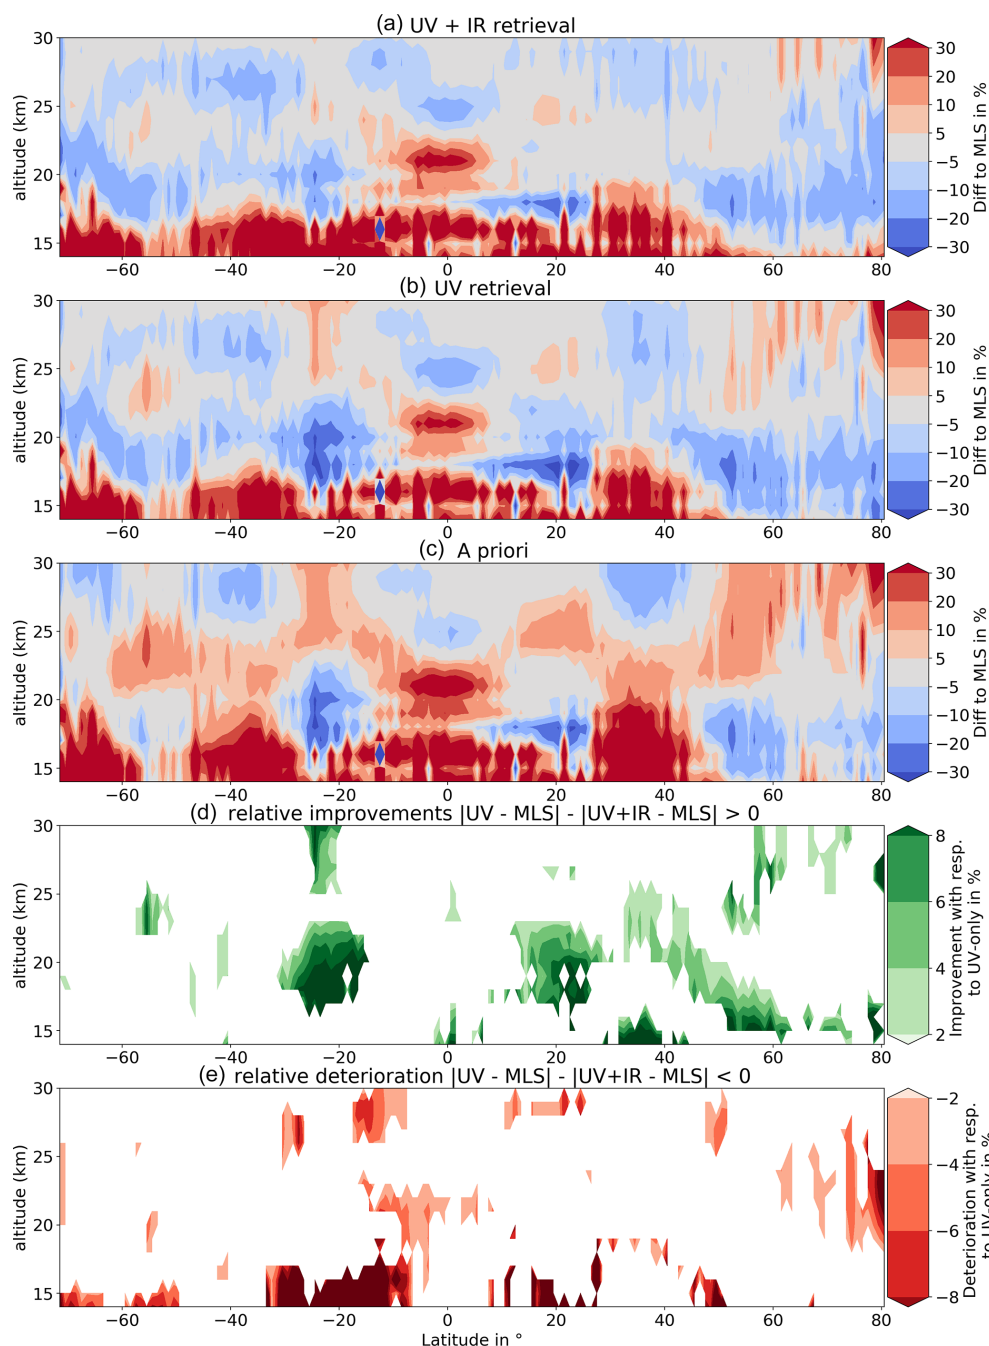 (a) UV + IR retrieval
30
25
20
15
altitude (km)
−60 −40 −20 0 20 40 60 80
30
20
10
5
−5
−10
−20
−30
Diff to MLS in %
(b) UV retrieval
30
25
20
15
altitude (km)
−60 −40 −20 0 20 40 60 80
30
20
10
5
−5
−10
−20
−30
Diff to MLS in %
(c) A priori
30
25
20
15
altitude (km)
−60 −40 −20 0 20 40 60 80
30
20
10
5
−5
−10
−20
−30
Diff to MLS in %
(d) relative improvements |UV - MLS| - |UV+IR - MLS| > 0
30
25
20
15
altitude (km)
−60 −40 −20 0 20 40 60 80
8
6
4
2
Improvement with resp.
to UV-only in %
(e) relative deterioration |UV - MLS| - |UV+IR - MLS| < 0
30
25
20
15
altitude (km)
−60 −40 −20 0 20 40 60 80
Latitude in °
−2
−4
−6
−8
Deterioration with resp.
to UV-only in %